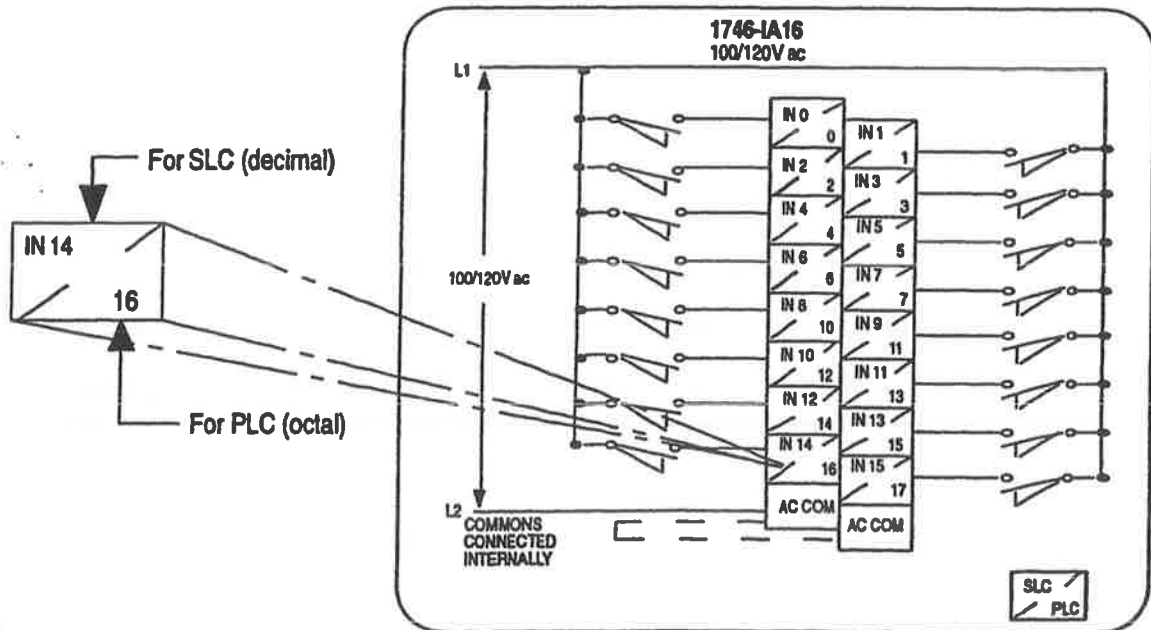 1746-IA16
100/120V ac
L1
For SLC (decimal)
IN 14
16
For PLC (octal)
100/120V ac
IN 0
0
IN 1
1
IN 2
2
IN 3
3
IN 4
4
IN 5
5
IN 6
6
IN 7
7
IN 8
10
IN 9
11
IN 10
12
IN 11
13
IN 12
14
IN 13
15
IN 14
16
IN 15
17
AC COM
AC COM
L2
COMMONS
CONNECTED
INTERNALLY
SLC
PLC